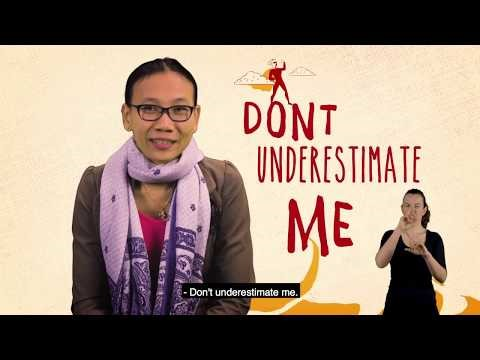 DONT
UNDERESTIMATE
ME
- Don't underestimate me.